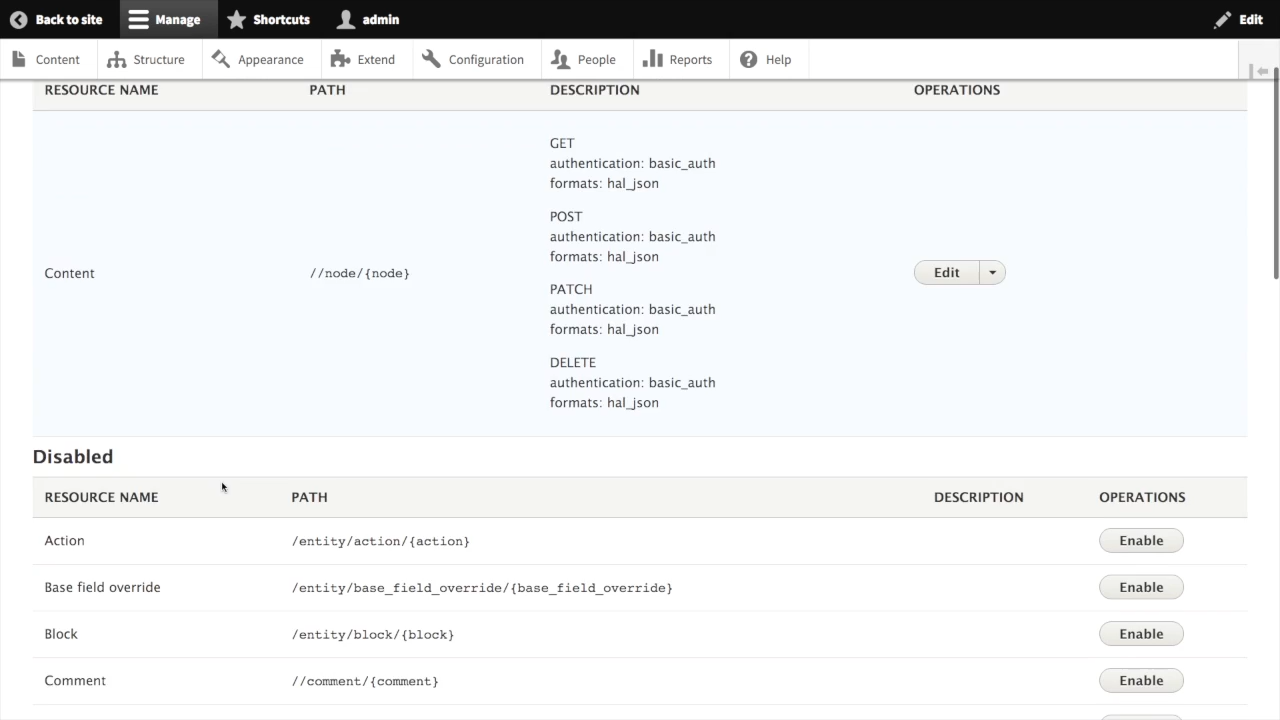 Back to site Manage Shortcuts admin Edit
Content Structure Appearance Extend Configuration People Reports Help
RESOURCE NAME PATH DESCRIPTION OPERATIONS
GET
authentication: basic_auth
formats: hal_json
POST
authentication: basic_auth
formats: hal_json
Content //node/{node} Edit
PATCH
authentication: basic_auth
formats: hal_json
DELETE
authentication: basic_auth
formats: hal_json
Disabled
RESOURCE NAME PATH DESCRIPTION OPERATIONS
Action /entity/action/{action} Enable
Base field override /entity/base_field_override/{base_field_override} Enable
Block /entity/block/{block} Enable
Comment //comment/{comment} Enable